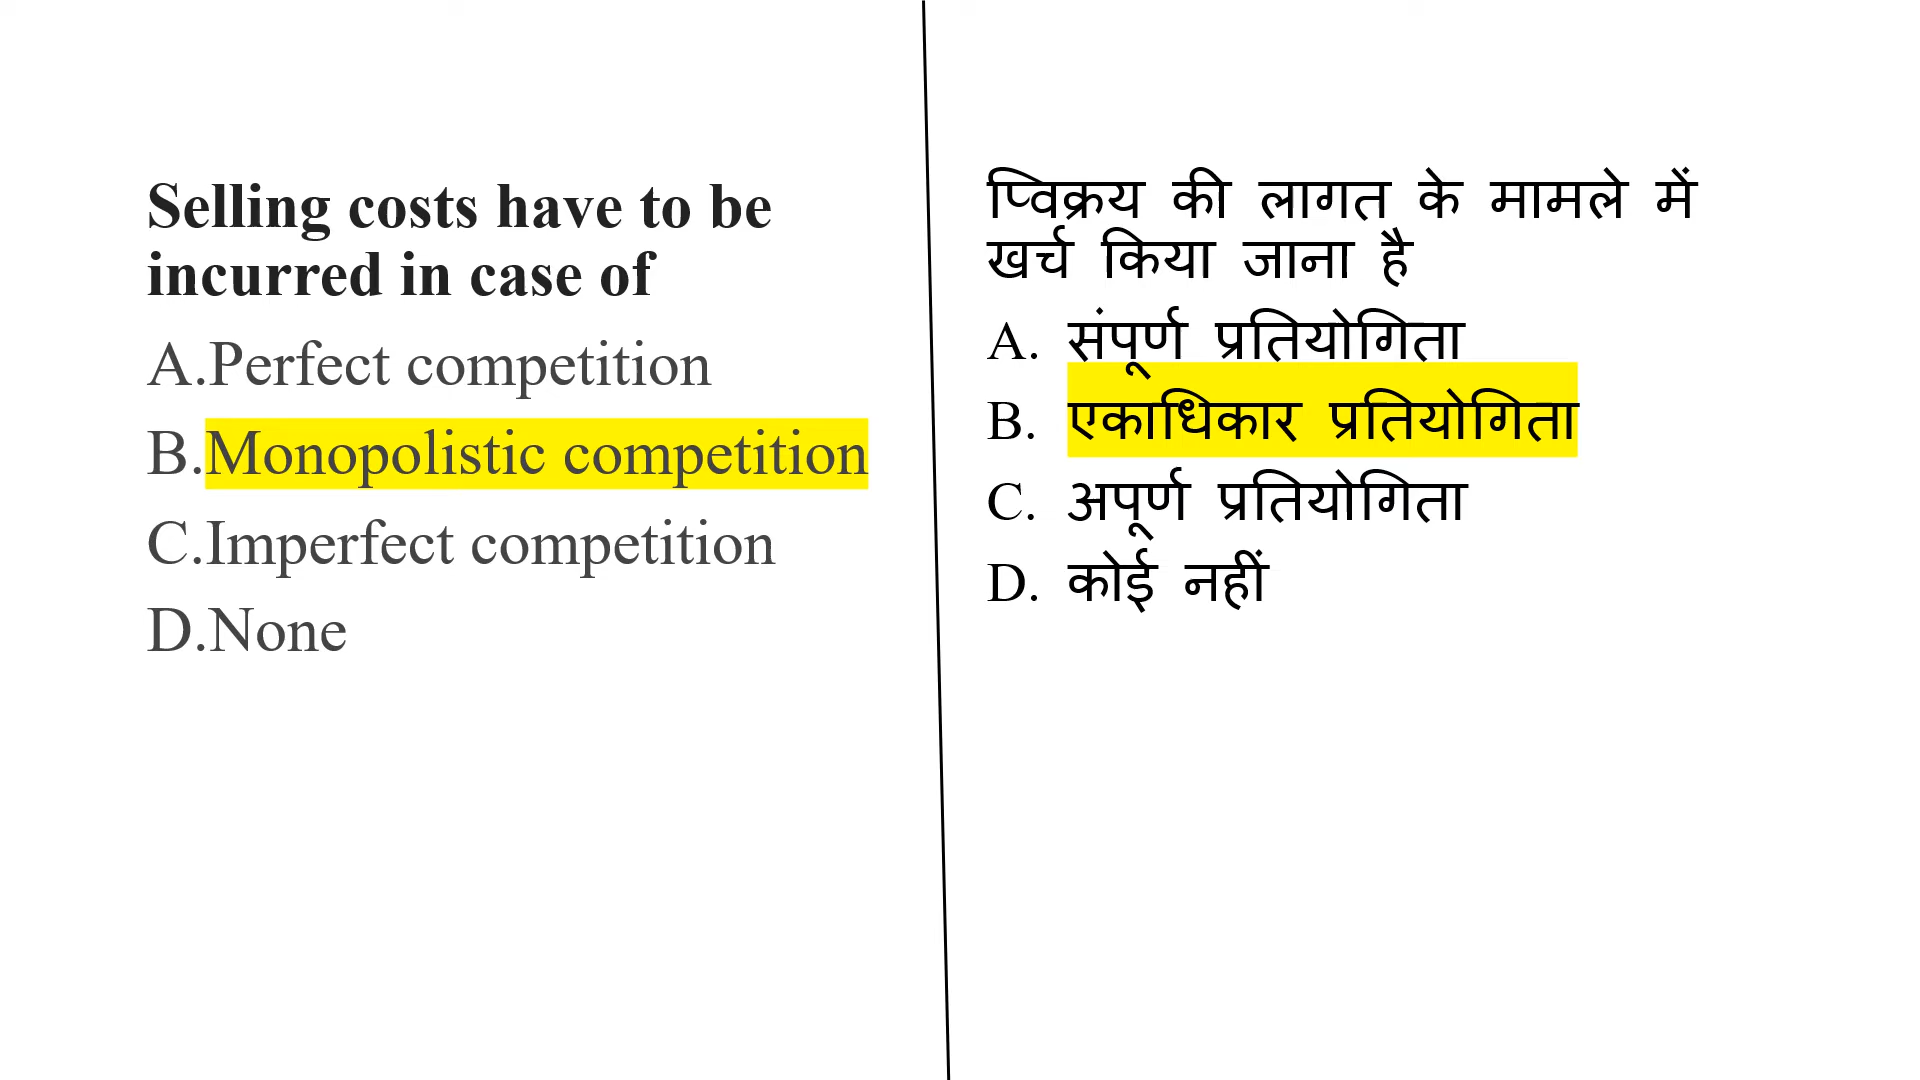 Selling costs have to be
incurred in case of
A.Perfect competition
B.Monopolistic competition
C.Imperfect competition
D.None
प्विक्रय की लागत के मामले में
खर्च किया जाना है
A. संपूर्ण प्रतियोगिता
B. एकाधिकार प्रतियोगिता
C. अपूर्ण प्रतियोगिता
D. कोई नहीं